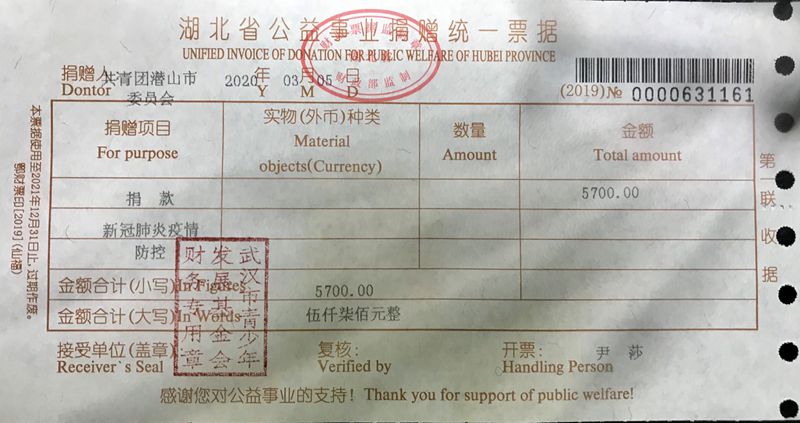 湖北省公益事业捐赠统一票据
UNIFIED INVOICE OF DONATION FOR PUBLIC WELFARE OF HUBEI PROVINCE
捐赠人 共青团潜山市 2020 年 03 月 05 日
Dontor 委员会 Y M D
(2019)№ 0000631161
捐赠项目 实物(外币)种类 数量 金额
For purpose Material objects(Currency) Amount Total amount
捐 款 5700.00
新冠肺炎疫情
防控
金额合计(小写)In Figures 5700.00
金额合计(大写)In Words 伍仟柒佰元整
接受单位(盖章) 复核: 开票: 尹 莎
Receiver`s Seal Verified by Handling Person
感谢您对公益事业的支持! Thank you for support of public welfare!
武汉市青少年
发展基金会
财务专用章
财政部监制
本票据使用至2021年12月31日止,过期作废。
第
联
收
据